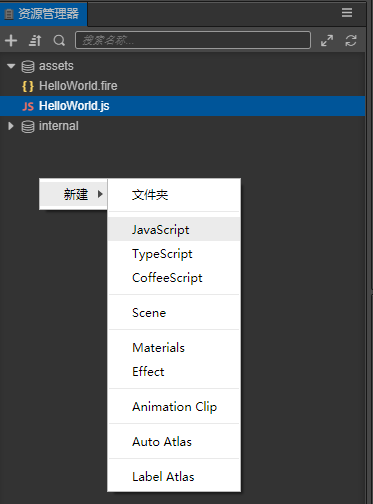 资源管理器
搜索名称...
assets
HelloWorld.fire
JS HelloWorld.js
internal
新建
文件夹
JavaScript
TypeScript
CoffeeScript
Scene
Materials
Effect
Animation Clip
Auto Atlas
Label Atlas